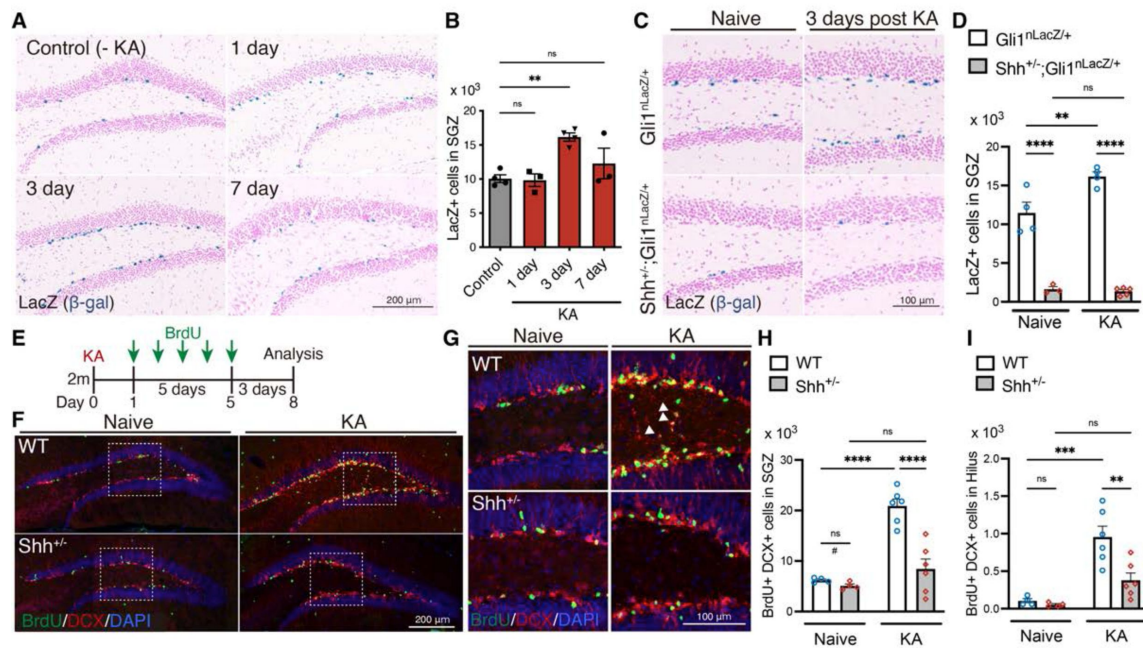 A
Control (- KA)
1 day
3 day
7 day
LacZ (β-gal)
200 μm
B
ns
**
ns
x 10³
LacZ+ cells in SGZ
20
15
10
5
0
Control
1 day
3 day
7 day
KA
C
Naive
3 days post KA
Gli1nLacZ/+
Shh+/-;Gli1nLacZ/+
LacZ (β-gal)
100 μm
D
Gli1nLacZ/+
Shh+/-;Gli1nLacZ/+
ns
**
**** ****
x 10³
LacZ+ cells in SGZ
20
15
10
5
0
Naive KA
E
BrdU
KA
Analysis
2m
5 days 3 days
Day 0 1 5 8
F
Naive KA
WT
Shh+/-
BrdU/DCX/DAPI
200 μm
G
Naive KA
WT
Shh+/-
BrdU/DCX/DAPI
100 μm
H
WT
Shh+/-
x 10³
ns
**** ****
ns
#
BrdU+ DCX+ cells in SGZ
30
20
10
0
Naive KA
I
WT
Shh+/-
x 10³
ns
***
ns **
BrdU+ DCX+ cells in Hilus
2.0
1.5
1.0
0.5
0.0
Naive KA